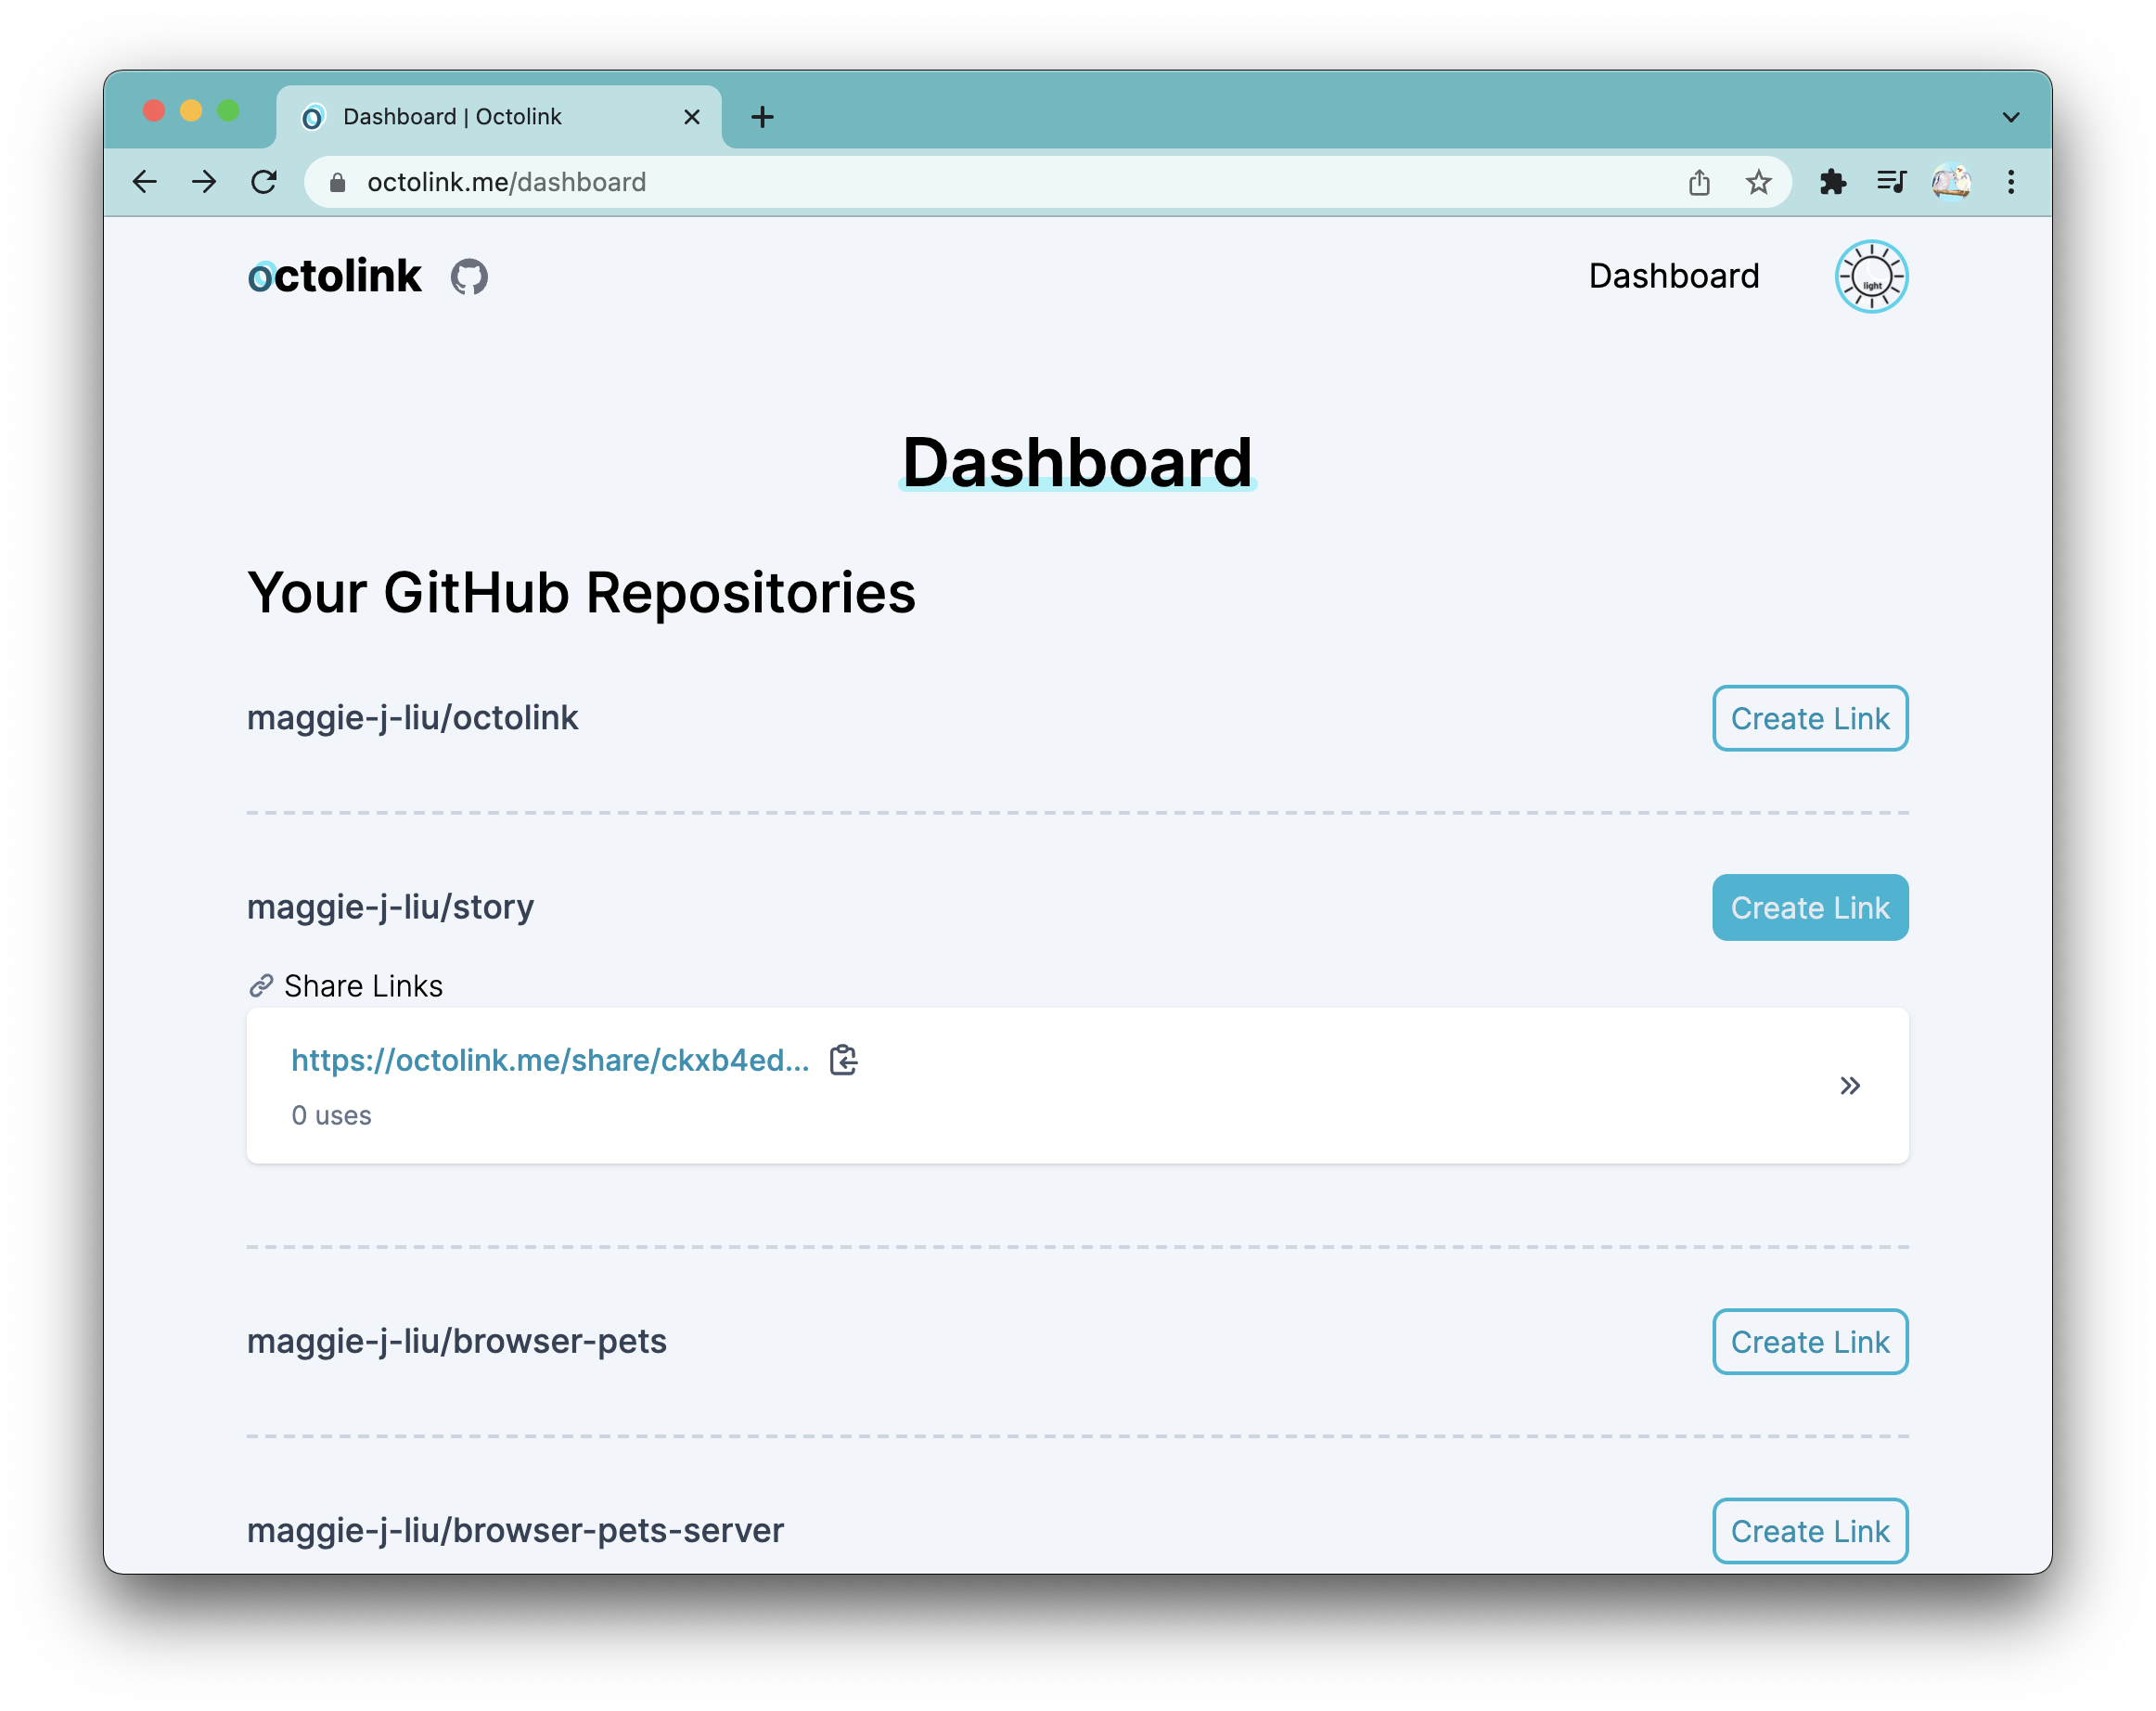 Dashboard | Octolink
octolink.me/dashboard
octolink
Dashboard
light
Dashboard
Your GitHub Repositories
maggie-j-liu/octolink
Create Link
maggie-j-liu/story
Create Link
Share Links
https://octolink.me/share/ckxb4ed...
0 uses
maggie-j-liu/browser-pets
Create Link
maggie-j-liu/browser-pets-server
Create Link